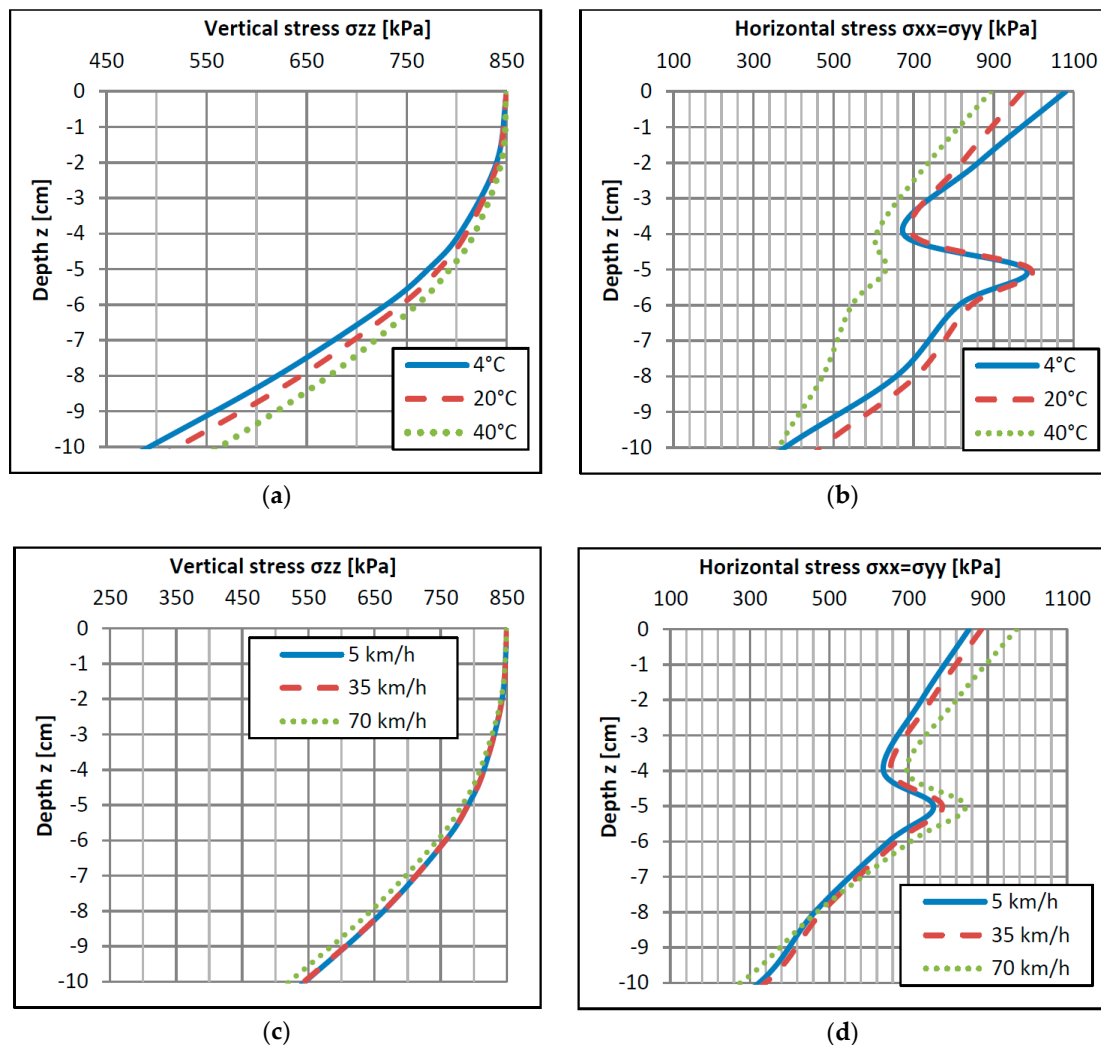 Vertical stress σzz [kPa]
450 550 650 750 850
Depth z [cm]
0
-1
-2
-3
-4
-5
-6
-7
-8
-9
-10
4°C
20°C
40°C
(a)
Horizontal stress σxx=σyy [kPa]
100 300 500 700 900 1100
Depth z [cm]
0
-1
-2
-3
-4
-5
-6
-7
-8
-9
-10
4°C
20°C
40°C
(b)
Vertical stress σzz [kPa]
250 350 450 550 650 750 850
Depth z [cm]
0
-1
-2
-3
-4
-5
-6
-7
-8
-9
-10
5 km/h
35 km/h
70 km/h
(c)
Horizontal stress σxx=σyy [kPa]
100 300 500 700 900 1100
Depth z [cm]
0
-1
-2
-3
-4
-5
-6
-7
-8
-9
-10
5 km/h
35 km/h
70 km/h
(d)